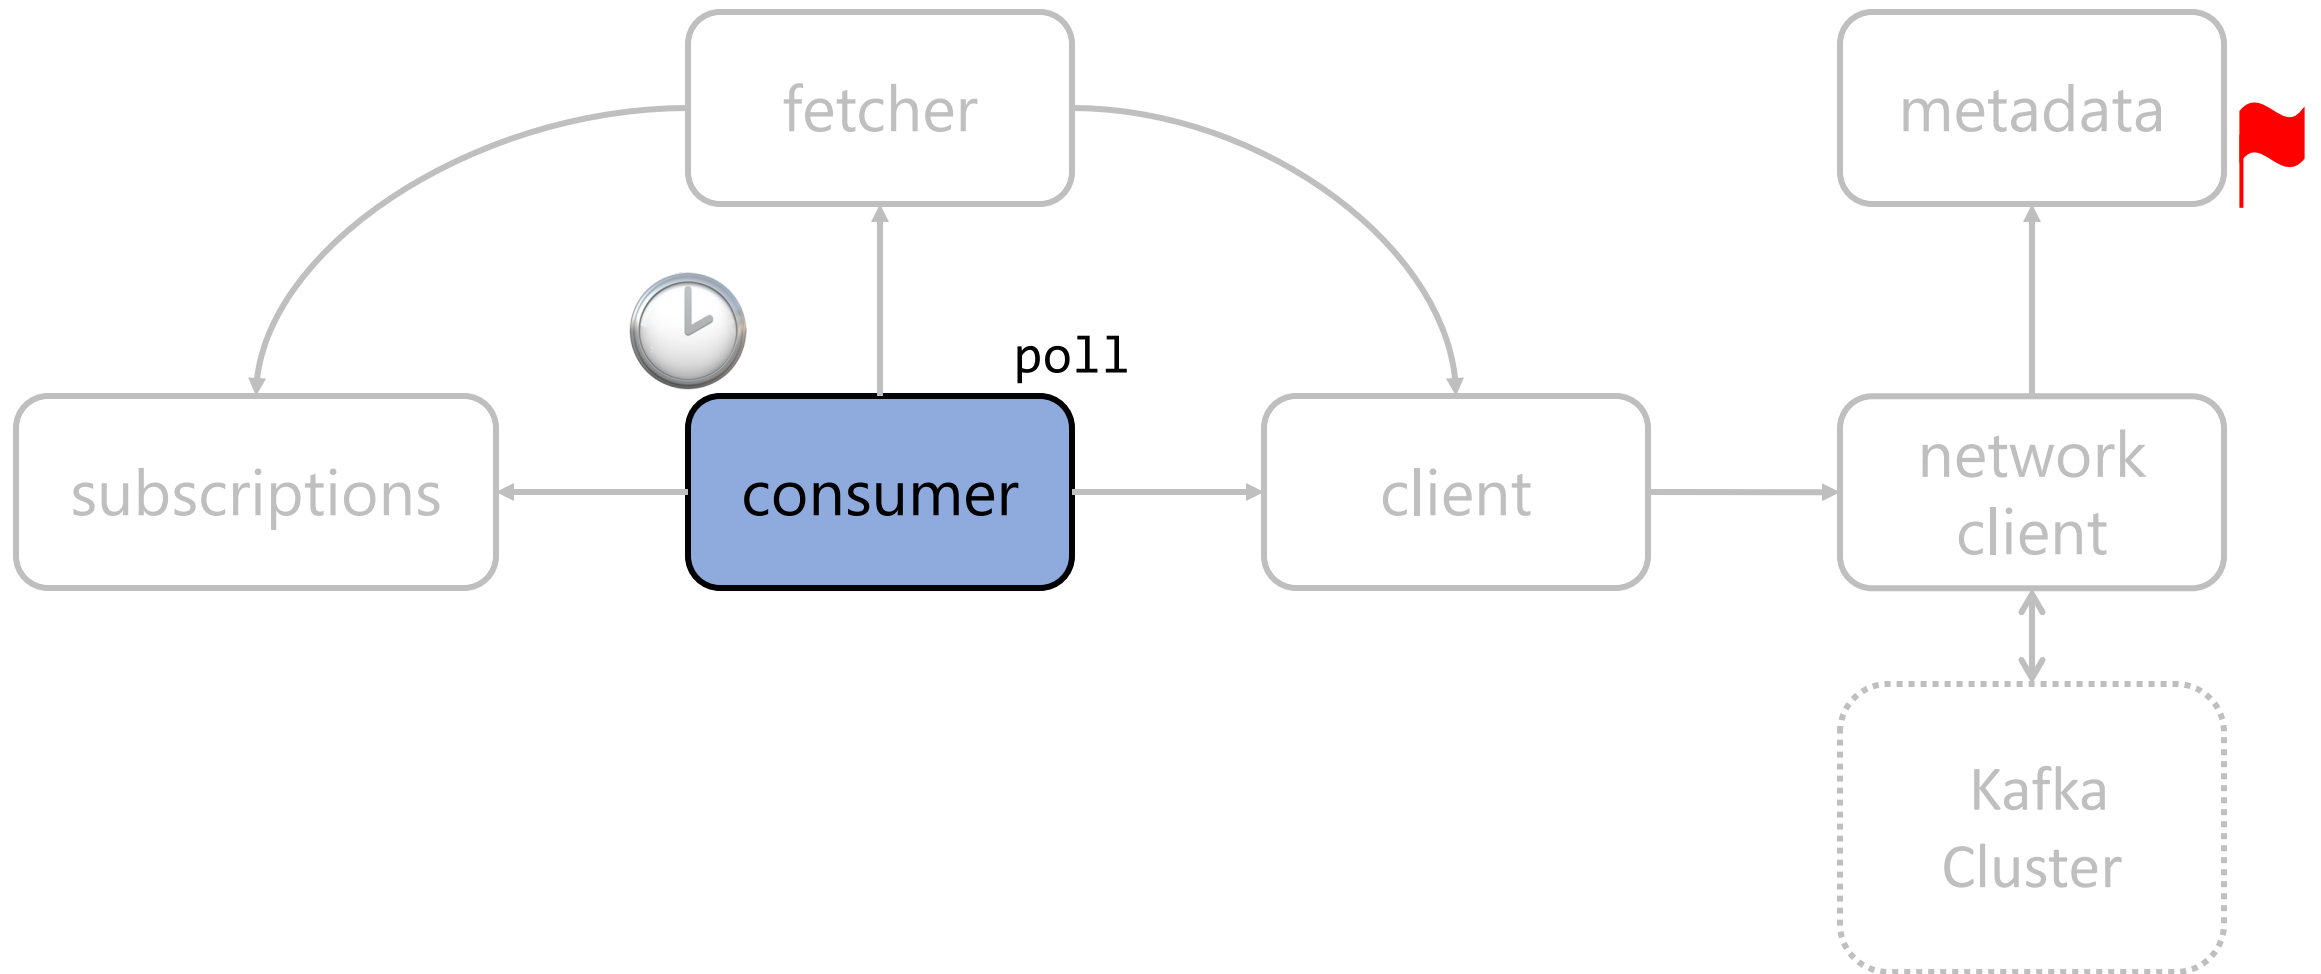 fetcher
metadata
poll
subscriptions
consumer
client
network
client
Kafka
Cluster